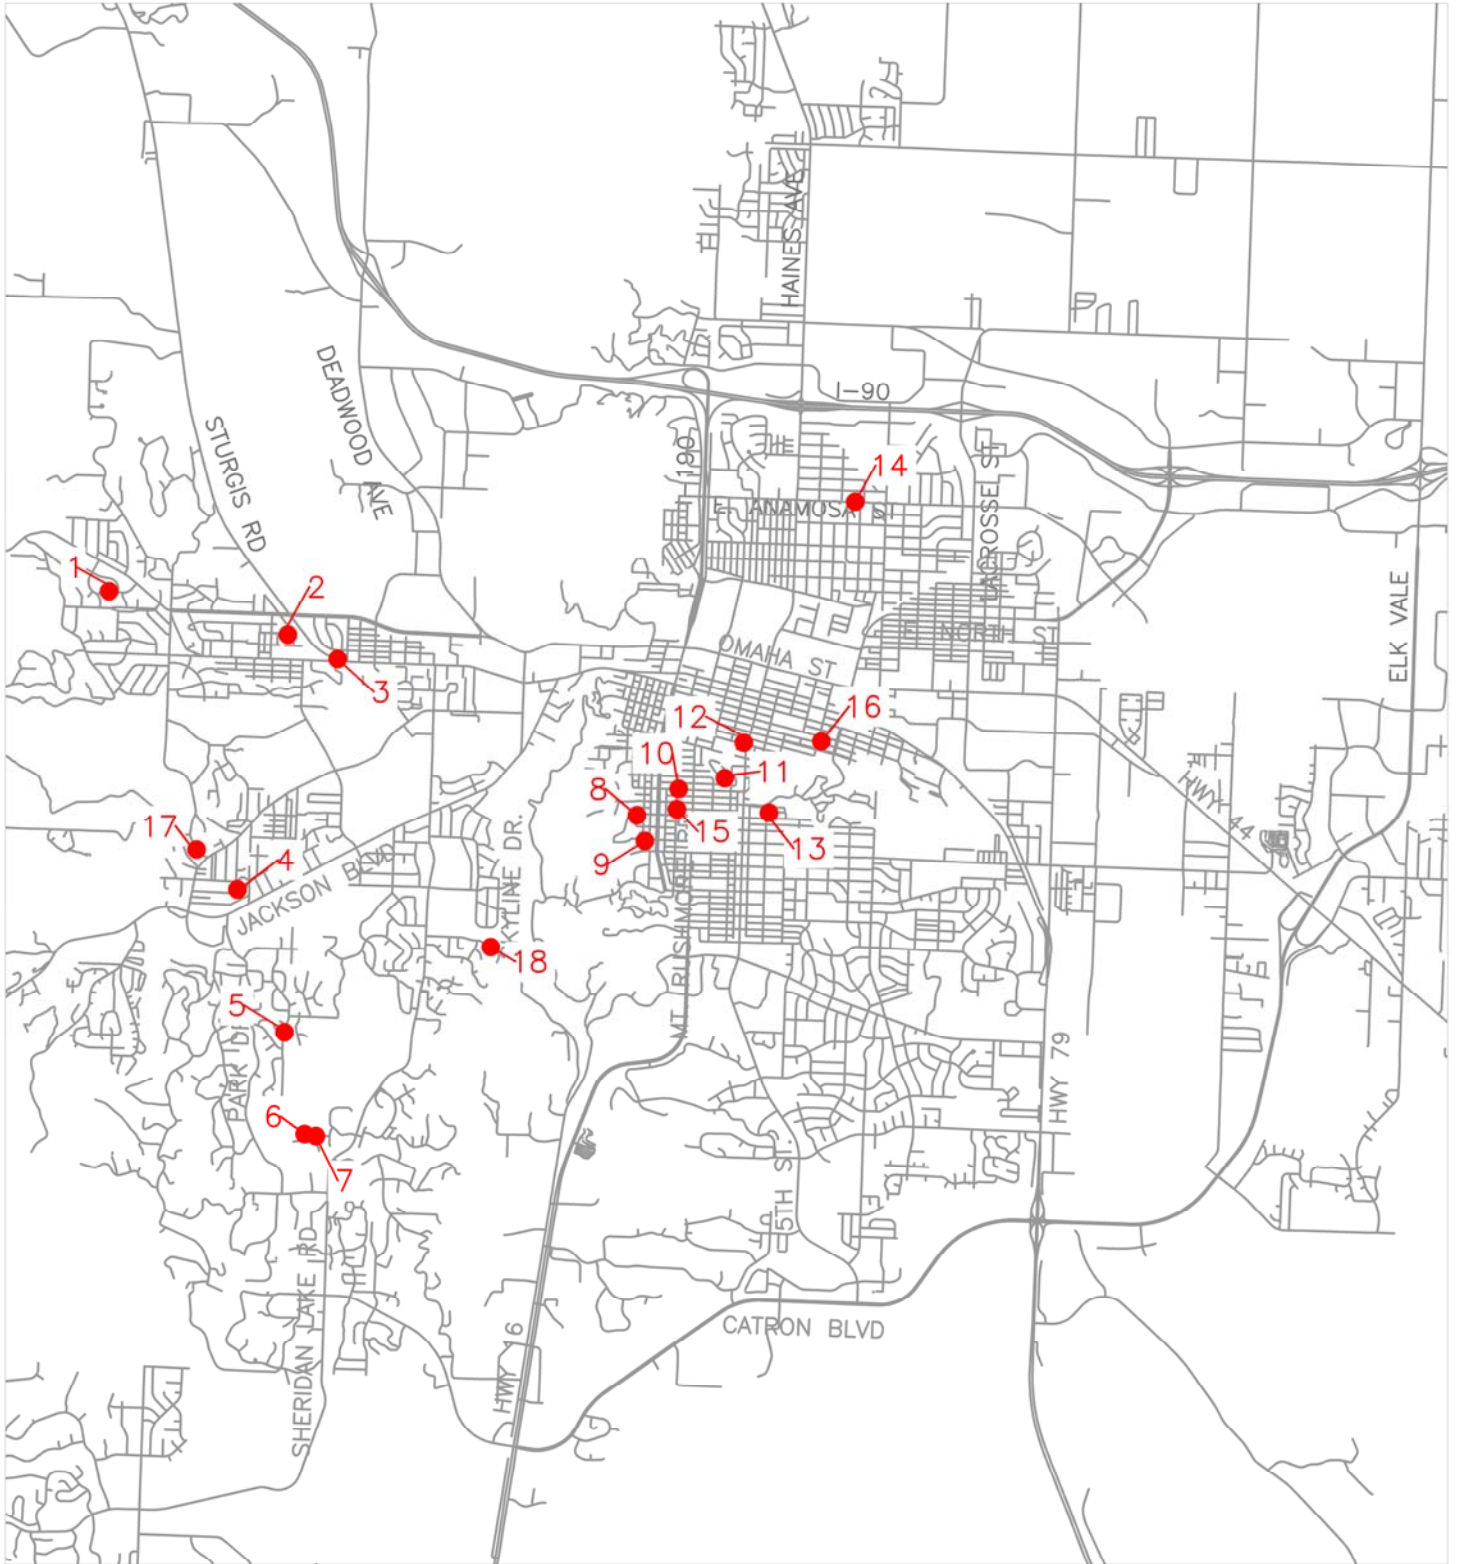 HAINES AVE
I-90
DEADWOOD AVE
STURGIS RD
I90
14
E ANAMOSA ST
LACROSSE ST
1
2
ELK VALE
E NORTH ST
OMAHA ST
3
12
16
10
11
HWY 44
8
15
17
13
9
4
JACKSON BLVD
SKYLINE DR.
MT RUSHMORE
18
5
PARK DR
HWY 79
6
7
5TH ST.
SHERIDAN LAKE RD
CATRON BLVD
HWY 16